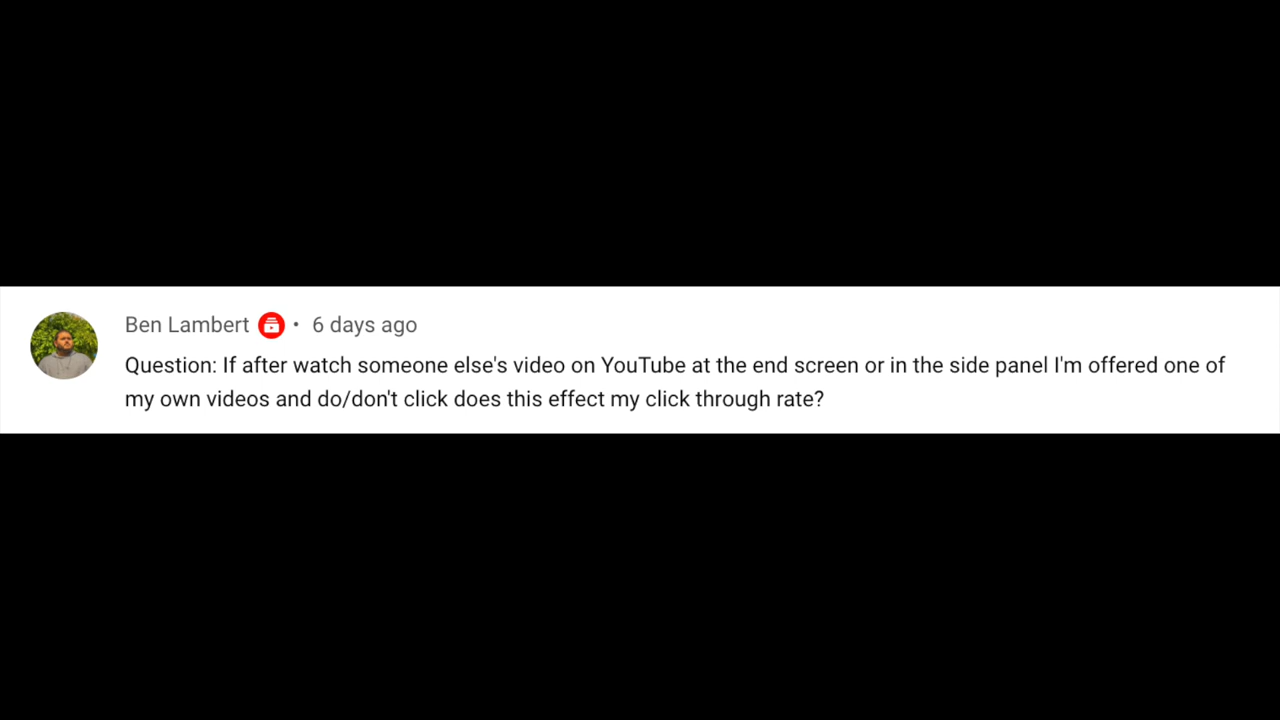 Ben Lambert • 6 days ago
Question: If after watch someone else's video on YouTube at the end screen or in the side panel I'm offered one of
my own videos and do/don't click does this effect my click through rate?